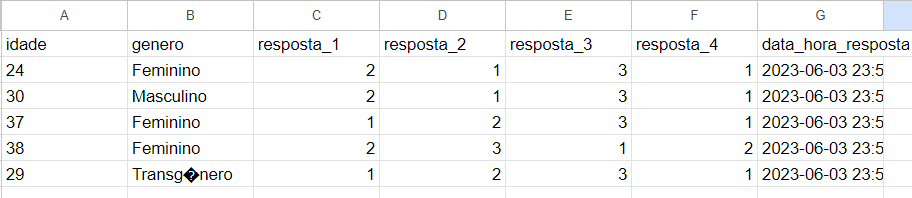 A B C D E F G
idade genero resposta_1 resposta_2 resposta_3 resposta_4 data_hora_resposta
24 Feminino 2 1 3 1 2023-06-03 23:5
30 Masculino 2 1 3 1 2023-06-03 23:5
37 Feminino 1 2 3 1 2023-06-03 23:5
38 Feminino 2 3 1 2 2023-06-03 23:5
29 Transg�nero 1 2 3 1 2023-06-03 23:5